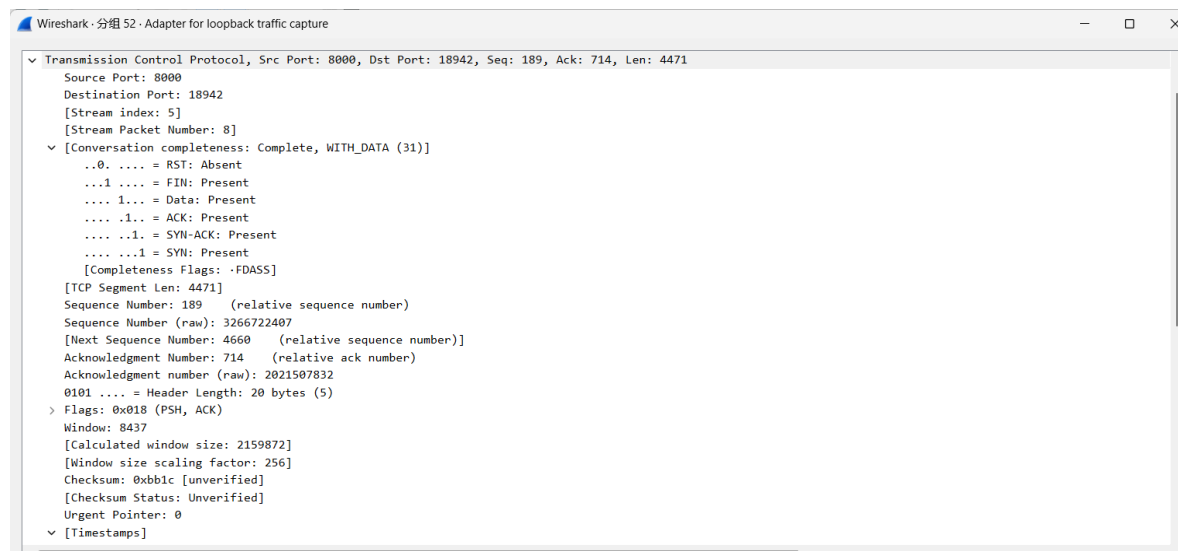 Wireshark · 分组 52 · Adapter for loopback traffic capture
Transmission Control Protocol, Src Port: 8000, Dst Port: 18942, Seq: 189, Ack: 714, Len: 4471
Source Port: 8000
Destination Port: 18942
[Stream index: 5]
[Stream Packet Number: 8]
[Conversation completeness: Complete, WITH_DATA (31)]
..0. .... = RST: Absent
...1 .... = FIN: Present
.... 1... = Data: Present
.... .1.. = ACK: Present
.... ..1. = SYN-ACK: Present
.... ...1 = SYN: Present
[Completeness Flags: ·FDASS]
[TCP Segment Len: 4471]
Sequence Number: 189    (relative sequence number)
Sequence Number (raw): 3266722407
[Next Sequence Number: 4660    (relative sequence number)]
Acknowledgment Number: 714    (relative ack number)
Acknowledgment number (raw): 2021507832
0101 .... = Header Length: 20 bytes (5)
Flags: 0x018 (PSH, ACK)
Window: 8437
[Calculated window size: 2159872]
[Window size scaling factor: 256]
Checksum: 0xbb1c [unverified]
[Checksum Status: Unverified]
Urgent Pointer: 0
[Timestamps]